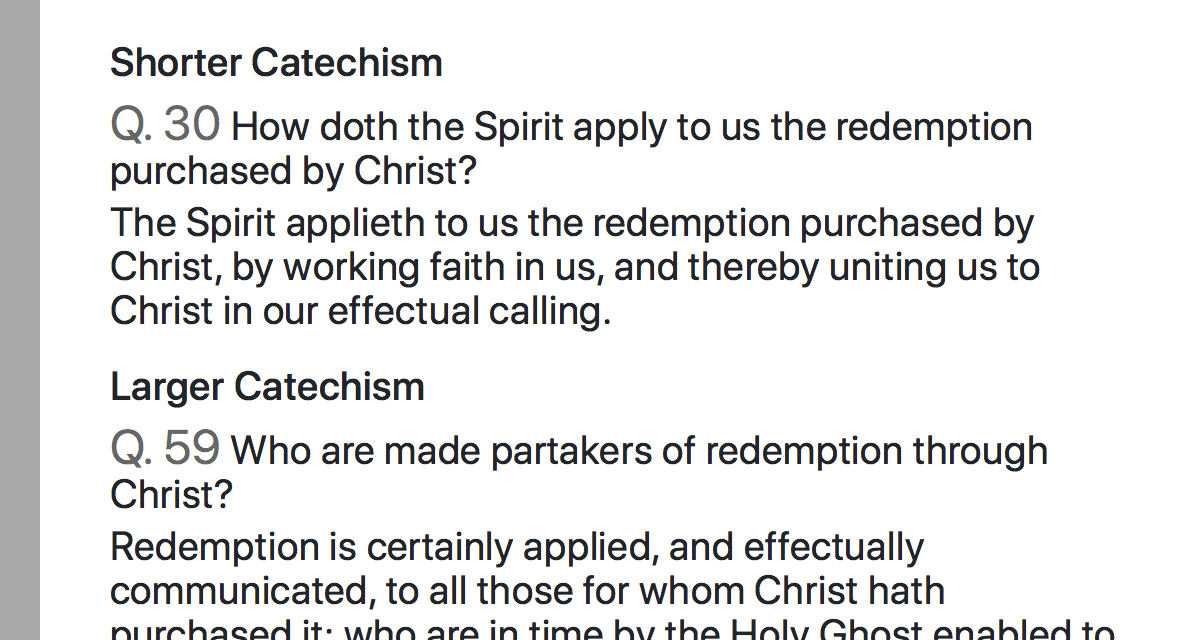 Shorter Catechism
Q. 30 How doth the Spirit apply to us the redemption
purchased by Christ?
The Spirit applieth to us the redemption purchased by
Christ, by working faith in us, and thereby uniting us to
Christ in our effectual calling.
Larger Catechism
Q. 59 Who are made partakers of redemption through
Christ?
Redemption is certainly applied, and effectually
communicated, to all those for whom Christ hath
purchased it; who are in time by the Holy Ghost enabled to